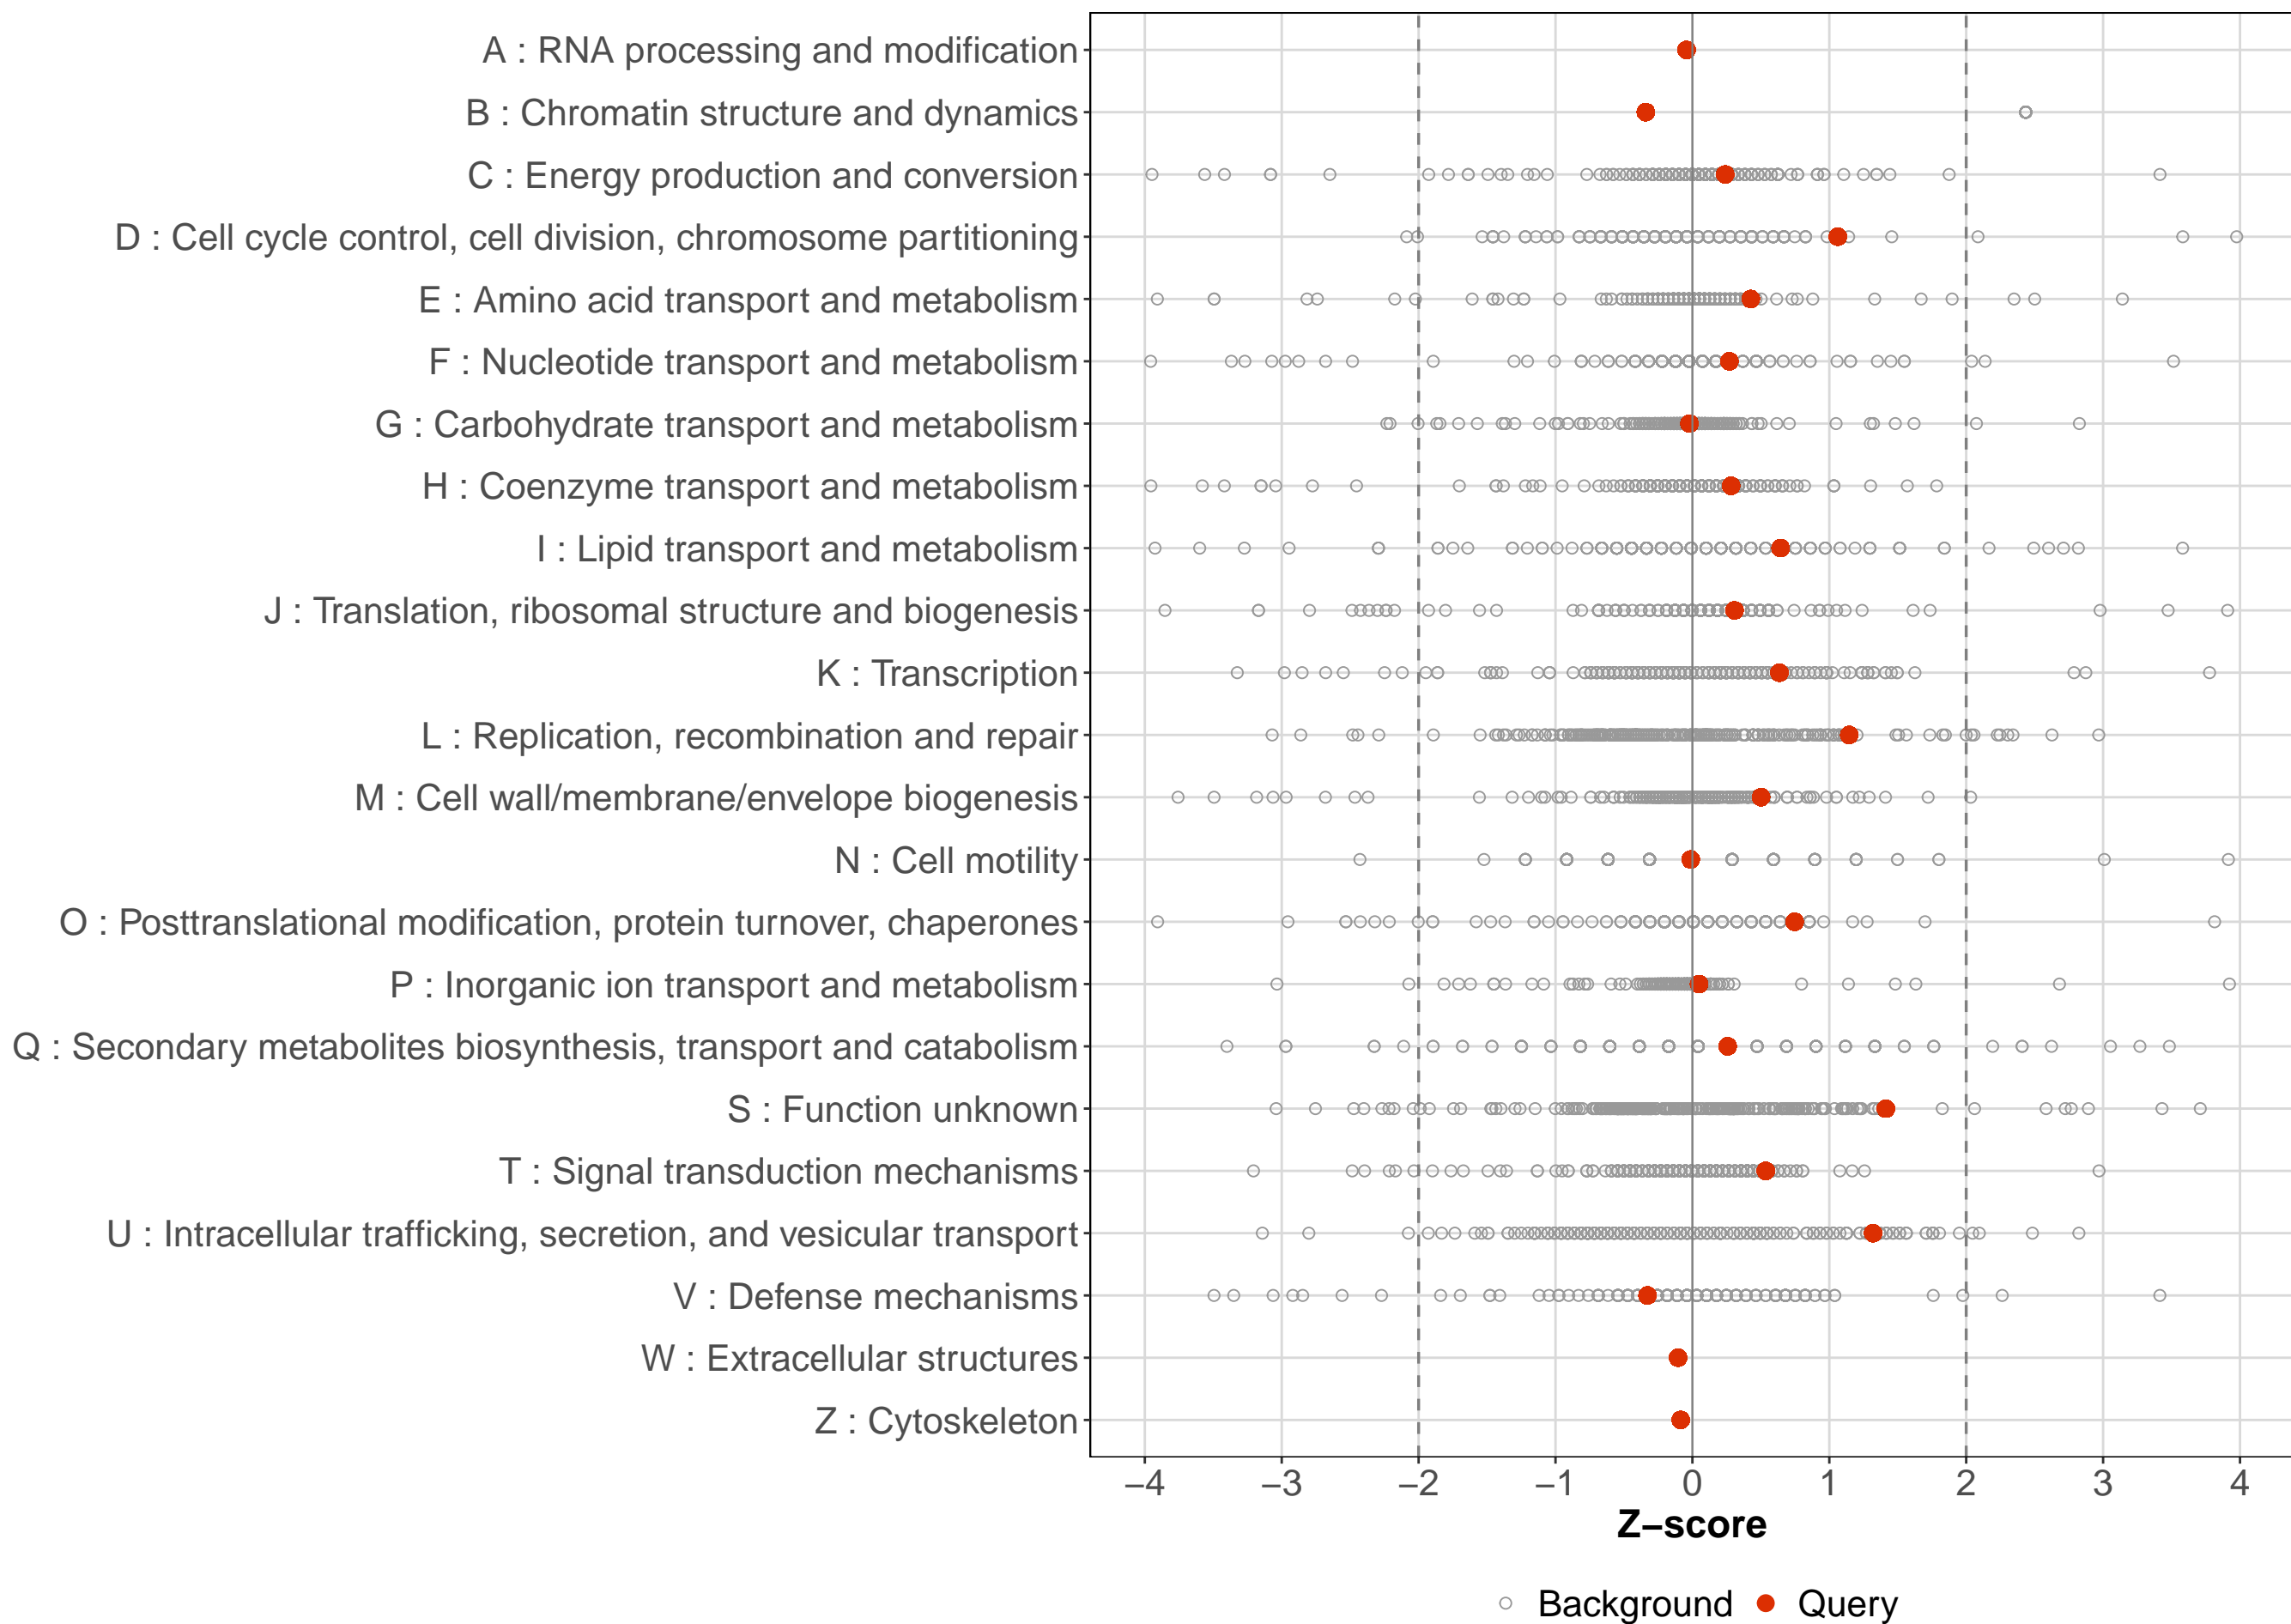 A : RNA processing and modification
B : Chromatin structure and dynamics
C : Energy production and conversion
D : Cell cycle control, cell division, chromosome partitioning
E : Amino acid transport and metabolism
F : Nucleotide transport and metabolism
G : Carbohydrate transport and metabolism
H : Coenzyme transport and metabolism
I : Lipid transport and metabolism
J : Translation, ribosomal structure and biogenesis
K : Transcription
L : Replication, recombination and repair
M : Cell wall/membrane/envelope biogenesis
N : Cell motility
O : Posttranslational modification, protein turnover, chaperones
P : Inorganic ion transport and metabolism
Q : Secondary metabolites biosynthesis, transport and catabolism
S : Function unknown
T : Signal transduction mechanisms
U : Intracellular trafficking, secretion, and vesicular transport
V : Defense mechanisms
W : Extracellular structures
Z : Cytoskeleton
−4 −3 −2 −1 0 1 2 3 4
Z−score
Background Query